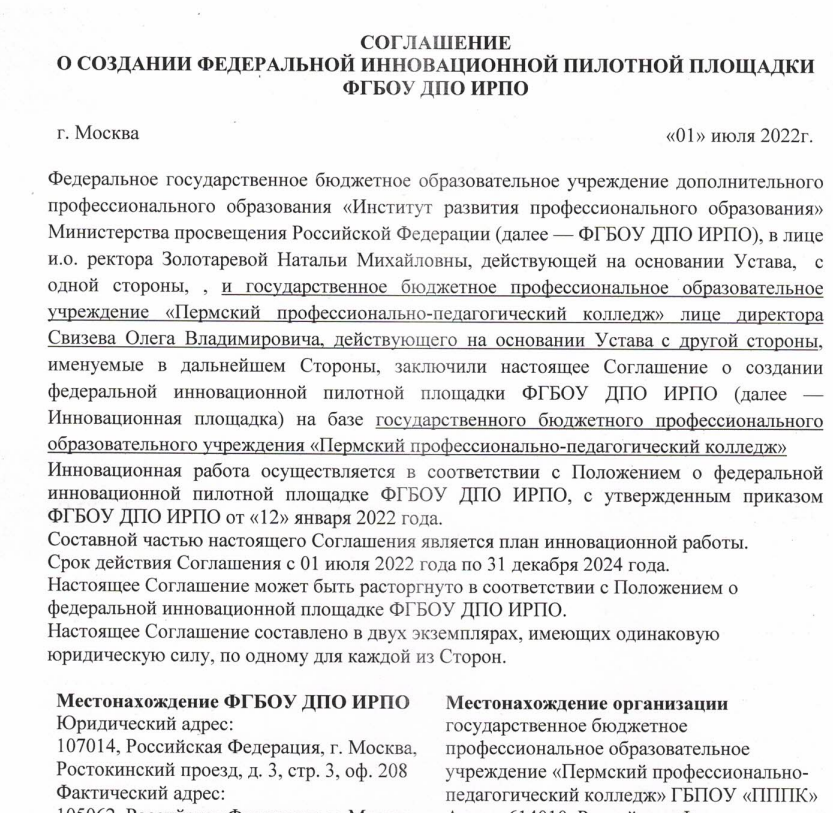 СОГЛАШЕНИЕ
О СОЗДАНИИ ФЕДЕРАЛЬНОЙ ИННОВАЦИОННОЙ ПИЛОТНОЙ ПЛОЩАДКИ
ФГБОУ ДПО ИРПО
г. Москва «01» июля 2022г.
Федеральное государственное бюджетное образовательное учреждение дополнительного
профессионального образования «Институт развития профессионального образования»
Министерства просвещения Российской Федерации (далее — ФГБОУ ДПО ИРПО), в лице
и.о. ректора Золотаревой Натальи Михайловны, действующей на основании Устава, с
одной стороны, , и государственное бюджетное профессиональное образовательное
учреждение «Пермский профессионально-педагогический колледж» лице директора
Свизева Олега Владимировича, действующего на основании Устава с другой стороны,
именуемые в дальнейшем Стороны, заключили настоящее Соглашение о создании
федеральной инновационной пилотной площадки ФГБОУ ДПО ИРПО (далее —
Инновационная площадка) на базе государственного бюджетного профессионального
образовательного учреждения «Пермский профессионально-педагогический колледж»
Инновационная работа осуществляется в соответствии с Положением о федеральной
инновационной пилотной площадке ФГБОУ ДПО ИРПО, с утвержденным приказом
ФГБОУ ДПО ИРПО от «12» января 2022 года.
Составной частью настоящего Соглашения является план инновационной работы.
Срок действия Соглашения с 01 июля 2022 года по 31 декабря 2024 года.
Настоящее Соглашение может быть расторгнуто в соответствии с Положением о
федеральной инновационной площадке ФГБОУ ДПО ИРПО.
Настоящее Соглашение составлено в двух экземплярах, имеющих одинаковую
юридическую силу, по одному для каждой из Сторон.
Местонахождение ФГБОУ ДПО ИРПО
Юридический адрес:
107014, Российская Федерация, г. Москва,
Ростокинский проезд, д. 3, стр. 3, оф. 208
Фактический адрес:
Местонахождение организации
государственное бюджетное
профессиональное образовательное
учреждение «Пермский профессионально-
педагогический колледж» ГБПОУ «ПППК»